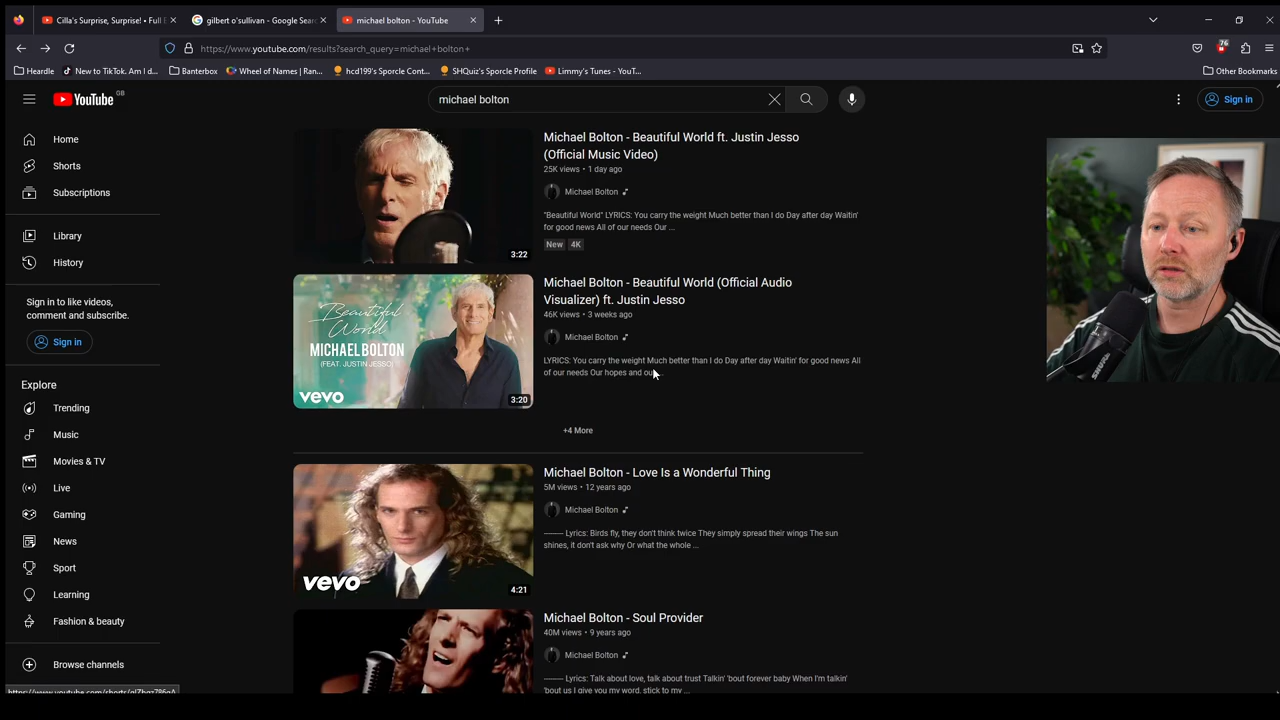 Cilla's Surprise, Surprise! • Full E
gilbert o'sullivan - Google Searc
michael bolton - YouTube
https://www.youtube.com/results?search_query=michael+bolton+
76
Heardle
New to TikTok. Am I d...
Banterbox
Wheel of Names | Ran...
hcd199's Sporcle Cont...
SHQuiz's Sporcle Profile
Limmy's Tunes - YouT...
Other Bookmarks
YouTube GB
michael bolton
Sign in
Home
Shorts
Subscriptions
Library
History
Sign in to like videos,
comment and subscribe.
Sign in
Explore
Trending
Music
Movies & TV
Live
Gaming
News
Sport
Learning
Fashion & beauty
Browse channels
3:22
Michael Bolton - Beautiful World ft. Justin Jesso
(Official Music Video)
25K views • 1 day ago
Michael Bolton
"Beautiful World" LYRICS: You carry the weight Much better than I do Day after day Waitin'
for good news All of our needs Our ...
New 4K
Beautiful
World
MICHAEL BOLTON
(FEAT. JUSTIN JESSO)
vevo
3:20
Michael Bolton - Beautiful World (Official Audio
Visualizer) ft. Justin Jesso
46K views • 3 weeks ago
Michael Bolton
LYRICS: You carry the weight Much better than I do Day after day Waitin' for good news All
of our needs Our hopes and
+4 More
vevo
4:21
Michael Bolton - Love Is a Wonderful Thing
5M views • 12 years ago
Michael Bolton
--------- Lyrics: Birds fly, they don't think twice They simply spread their wings The sun
shines, it don't ask why Or what the whole ...
Michael Bolton - Soul Provider
40M views • 9 years ago
Michael Bolton
--------- Lyrics: Talk about love, talk about trust Talkin' 'bout forever baby When I'm talkin'
'bout us I give you my word, stick to my ...
SHURE